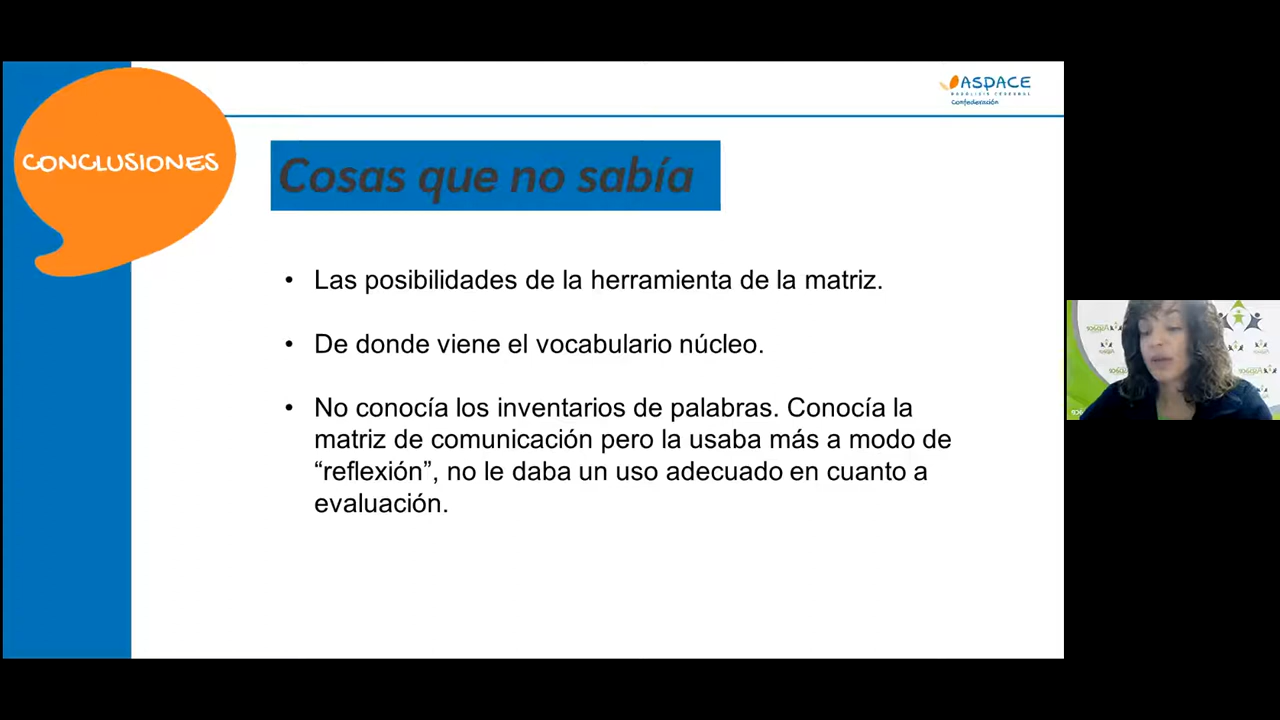 CONCLUSIONES
ASPACE
PARÁLISIS CEREBRAL
Confederación
Cosas que no sabía
• Las posibilidades de la herramienta de la matriz.
• De donde viene el vocabulario núcleo.
• No conocía los inventarios de palabras. Conocía la
matriz de comunicación pero la usaba más a modo de
“reflexión”, no le daba un uso adecuado en cuanto a
evaluación.